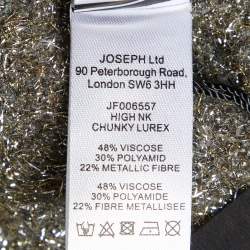 JOSEPH Ltd
90 Peterborough Road,
London SW6 3HH
JF006557
HIGH NK
CHUNKY LUREX
48% VISCOSE
30% POLYAMID
22% METALLIC FIBRE
48% VISCOSE
30% POLYAMIDE
22% FIBRE METALLISEE